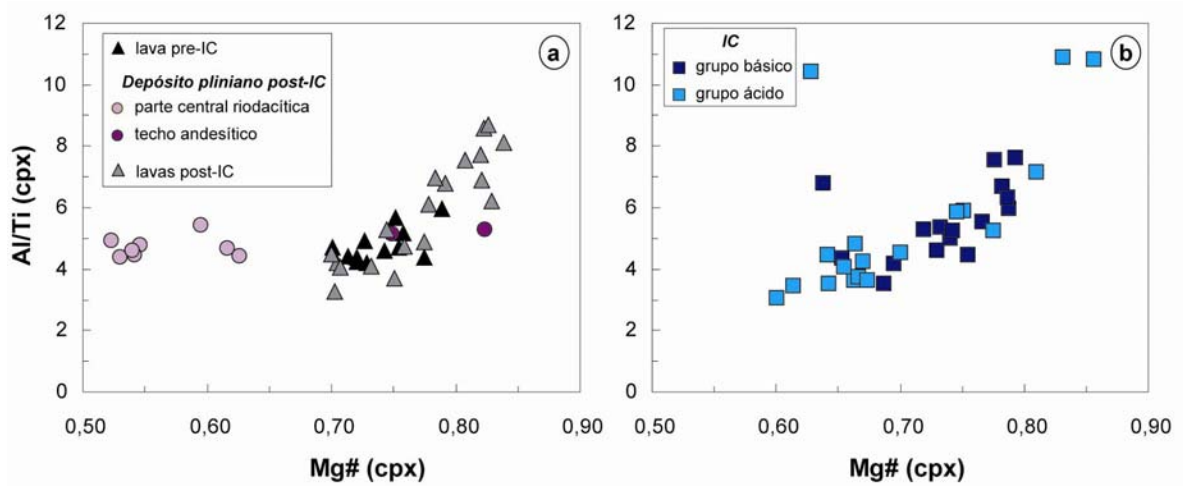 12
10
8
6
4
2
0
Al/Ti (cpx)
lava pre-IC
Depósito pliniano post-IC
parte central riodacítica
techo andesítico
lavas post-IC
a
0,50 0,60 0,70 0,80 0,90
Mg# (cpx)
12
10
8
6
4
2
0
IC
grupo básico
grupo ácido
b
0,50 0,60 0,70 0,80 0,90
Mg# (cpx)